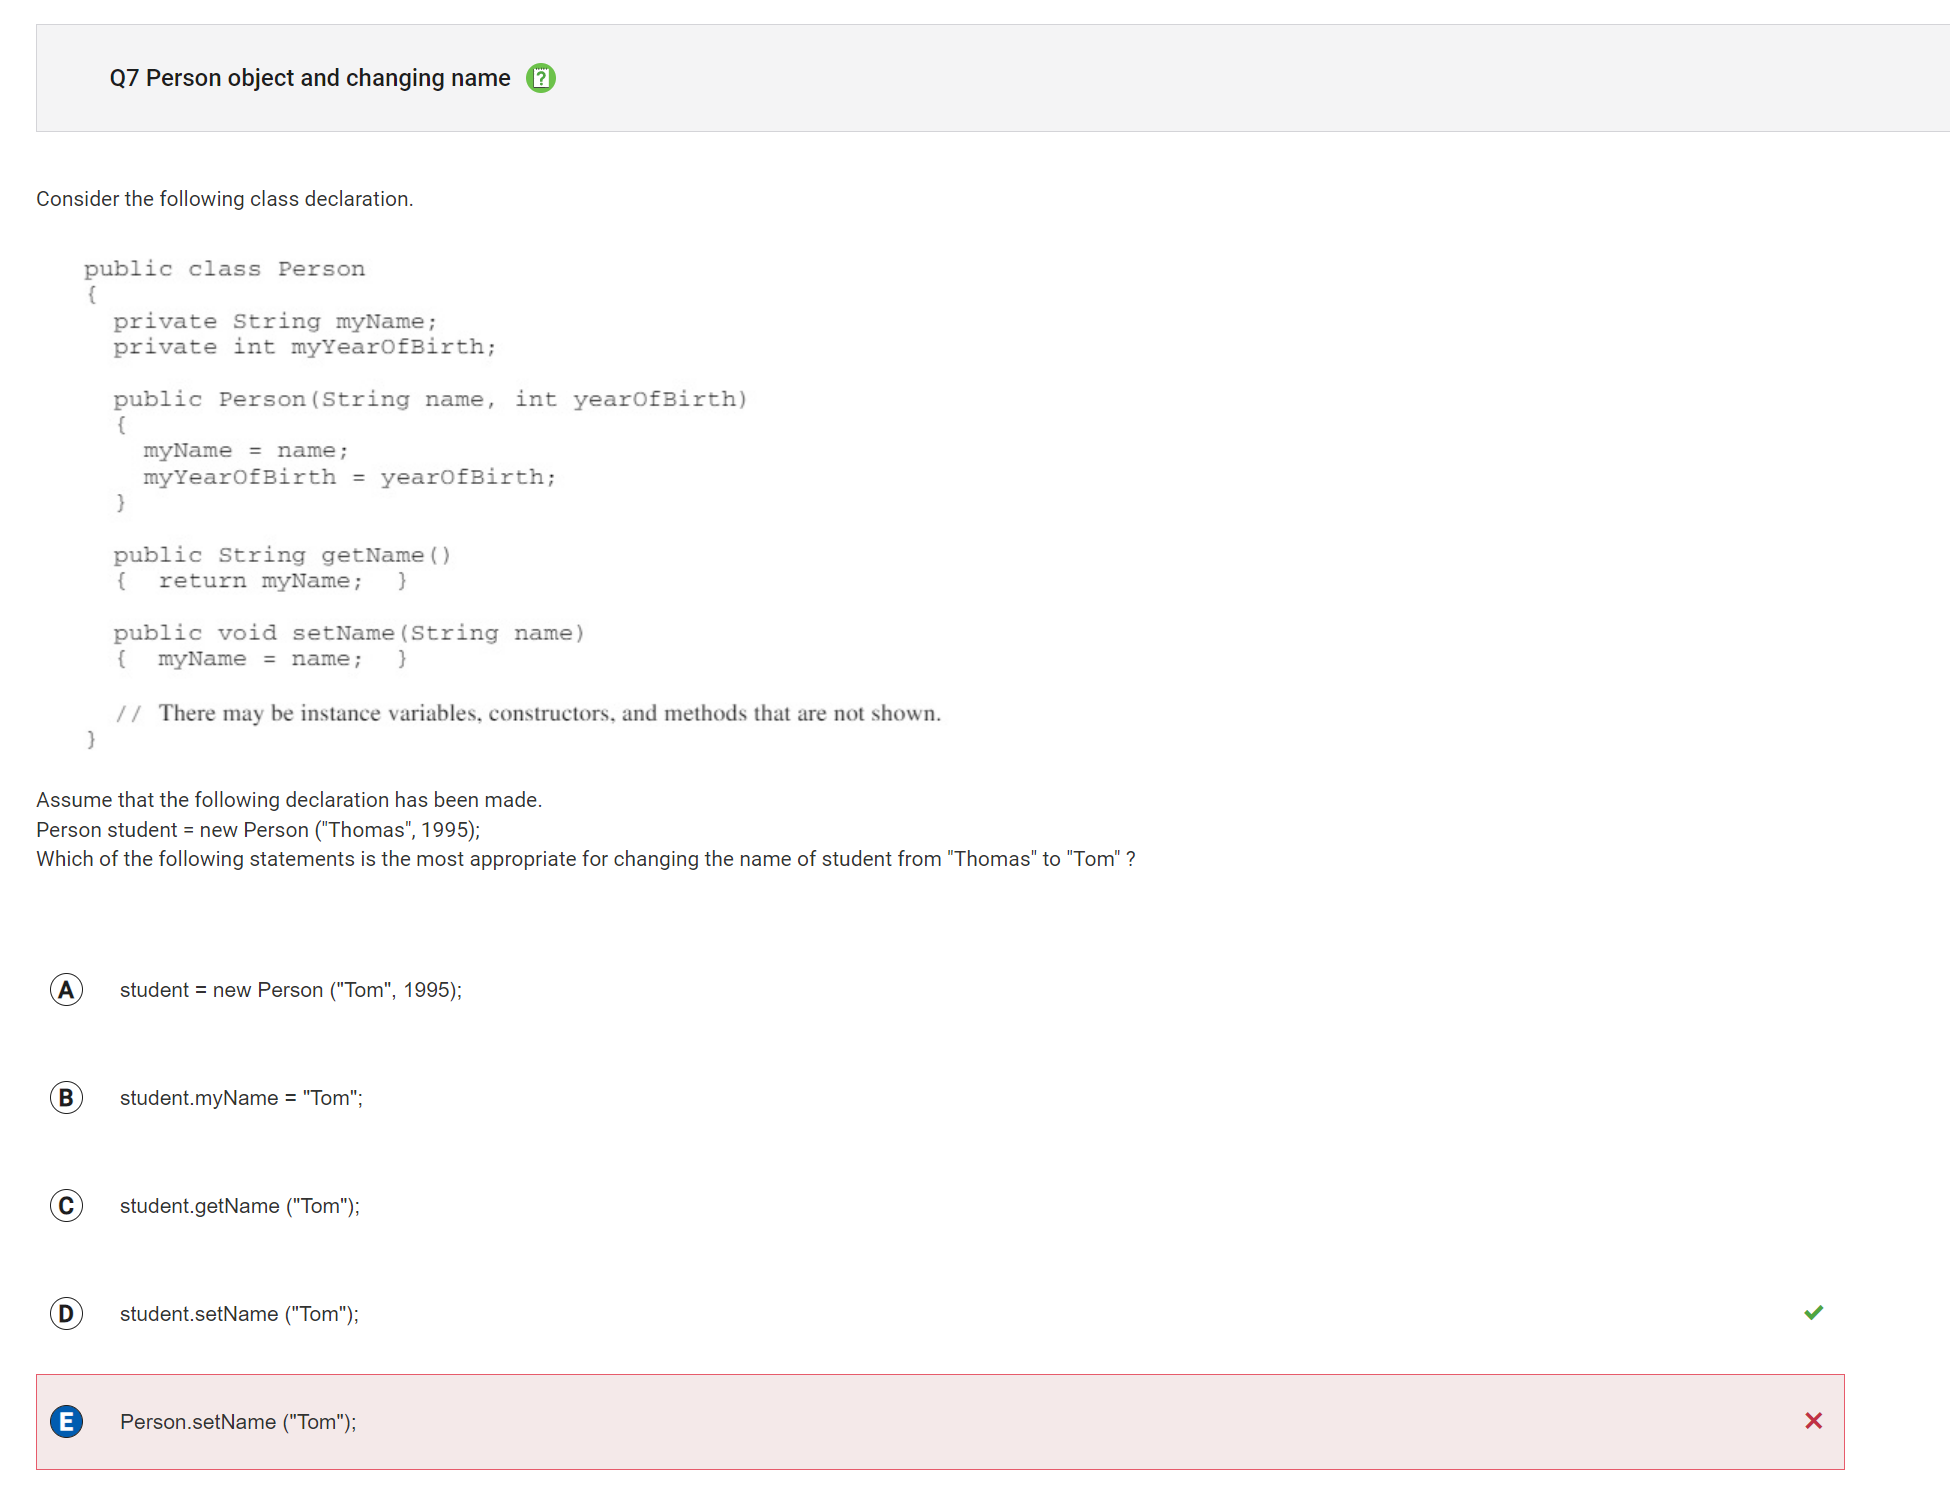 Q7 Person object and changing name
Consider the following class declaration.
public class Person
{
private String myName;
private int myYearOfBirth;
public Person(String name, int yearOfBirth)
{
myName = name;
myYearOfBirth = yearOfBirth;
}
public String getName()
{ return myName; }
public void setName(String name)
{ myName = name; }
// There may be instance variables, constructors, and methods that are not shown.
}
Assume that the following declaration has been made.
Person student = new Person ("Thomas", 1995);
Which of the following statements is the most appropriate for changing the name of student from "Thomas" to "Tom" ?
A student = new Person ("Tom", 1995);
B student.myName = "Tom";
C student.getName ("Tom");
D student.setName ("Tom");
E Person.setName ("Tom");